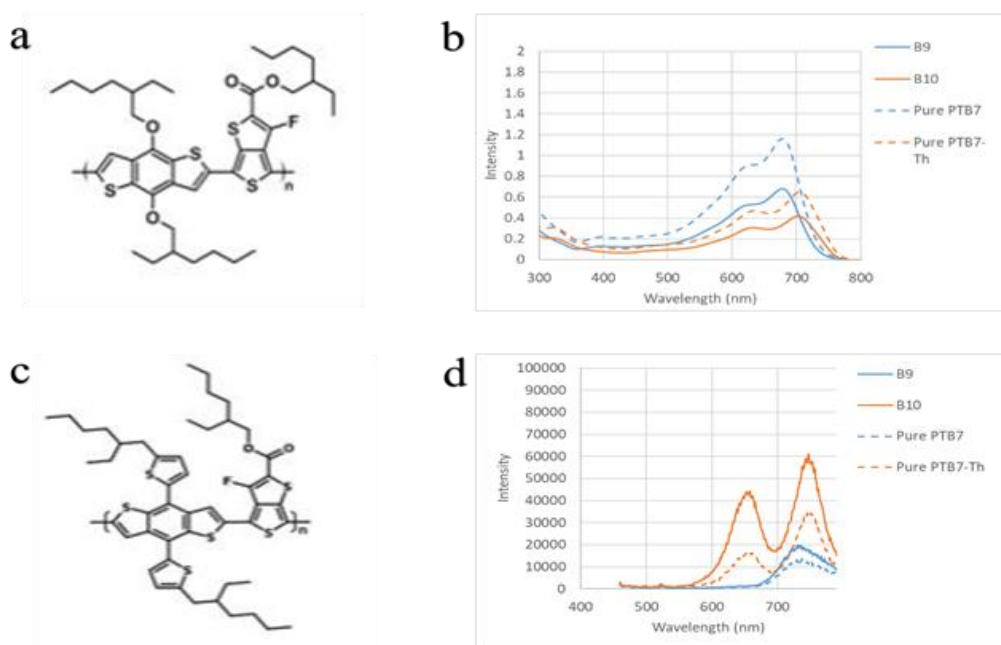 a
O
O
F
S
S
S
S
n
O
O
b
2
1.8
1.6
1.4
1.2
1
0.8
0.6
0.4
0.2
0
Intensity
300 400 500 600 700 800
Wavelength (nm)
B9
B10
Pure PTB7
Pure PTB7-
Th
c
O
O
S
F
S
S
S
S
n
S
d
100000
90000
80000
70000
60000
50000
40000
30000
20000
10000
0
Intensity
400 500 600 700
Wavelength (nm)
B9
B10
Pure PTB7
Pure PTB7-Th